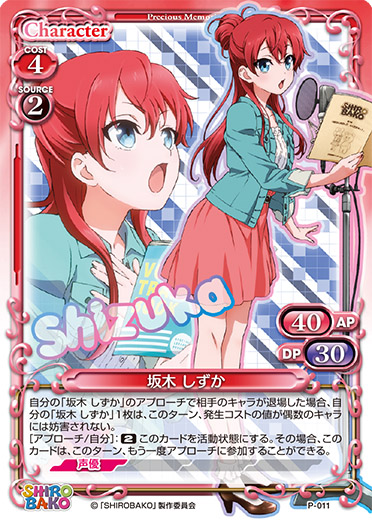 Precious Memo
Character
COST
4
SOURCE
2
SHIRO
BAKO
shizuka
40 AP
DP 30
坂木 しずか
自分の「坂木 しずか」のアプローチで相手のキャラが退場した場合、自
分の「坂木 しずか」1枚は、このターン、発生コストの値が偶数のキャラ
には妨害されない。
[アプローチ/自分]:2 このカードを活動状態にする。その場合、この
カードは、このターン、もう一度アプローチに参加することができる。
声優
SHIRO
BAKO
©「SHIROBAKO」製作委員会
P-011